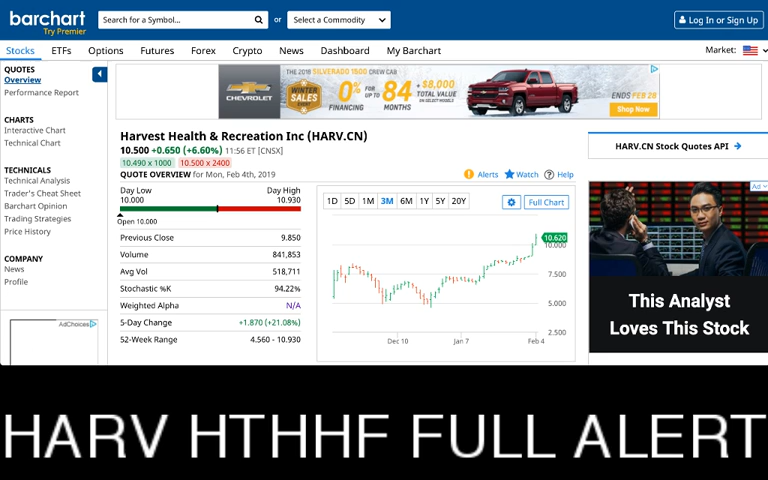 barchart
Try Premier
Search for a Symbol...
or
Select a Commodity
Log In or Sign Up
Stocks ETFs Options Futures Forex Crypto News Dashboard My Barchart
Market:
QUOTES
Overview
Performance Report
CHARTS
Interactive Chart
Technical Chart
TECHNICALS
Technical Analysis
Trader's Cheat Sheet
Barchart Opinion
Trading Strategies
Price History
COMPANY
News
Profile
AdChoices
CHEVROLET
WINTER SALES EVENT
THE 2018 SILVERADO 1500 CREW CAB
0% FINANCING FOR UP TO 84 MONTHS
+$8,000
TOTAL VALUE
ON SELECT MODELS
ENDS FEB 28
Shop Now
Harvest Health & Recreation Inc (HARV.CN)
10.500 +0.650 (+6.60%) 11:56 ET [CNSX]
10.490 x 1000 10.500 x 2400
QUOTE OVERVIEW for Mon, Feb 4th, 2019
Alerts Watch Help
Day Low Day High
10.000 10.930
Open 10.000
Previous Close 9.850
Volume 841,853
Avg Vol 518,711
Stochastic %K 94.22%
Weighted Alpha N/A
5-Day Change +1.870 (+21.08%)
52-Week Range 4.560 - 10.930
1D 5D 1M 3M 6M 1Y 5Y 20Y
Full Chart
10.620
10.000
7.500
5.000
2.500
Dec 10 Jan 7 Feb 4
HARV.CN Stock Quotes API
Ad
This Analyst
Loves This Stock
HARV HTHHF FULL ALERT